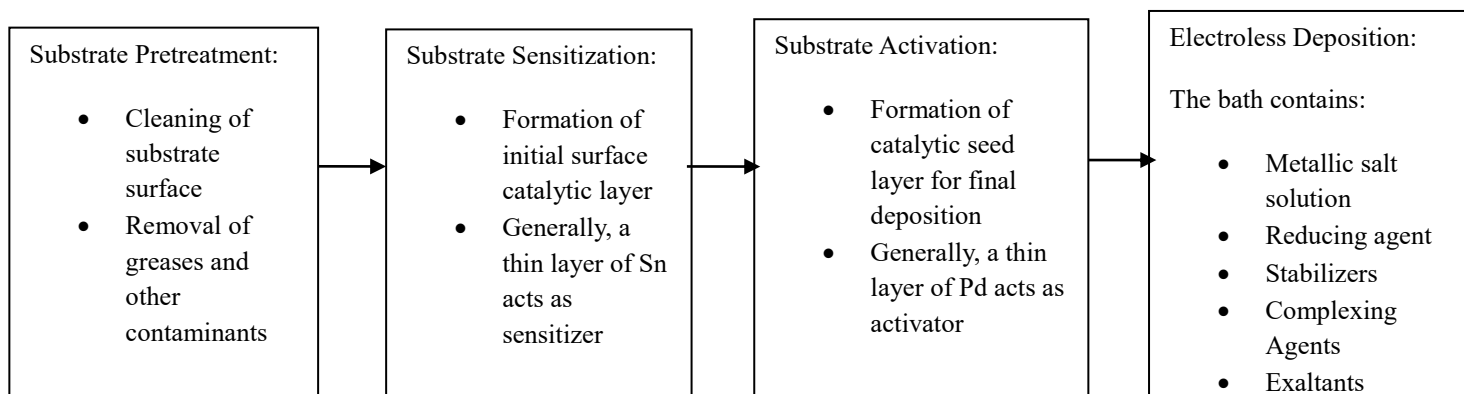 Substrate Pretreatment:
• Cleaning of
substrate
surface
• Removal of
greases and
other
contaminants
Substrate Sensitization:
• Formation of
initial surface
catalytic layer
• Generally, a
thin layer of Sn
acts as
sensitizer
Substrate Activation:
• Formation of
catalytic seed
layer for final
deposition
• Generally, a thin
layer of Pd acts as
activator
Electroless Deposition:
The bath contains:
• Metallic salt
solution
• Reducing agent
• Stabilizers
• Complexing
Agents
• Exaltants